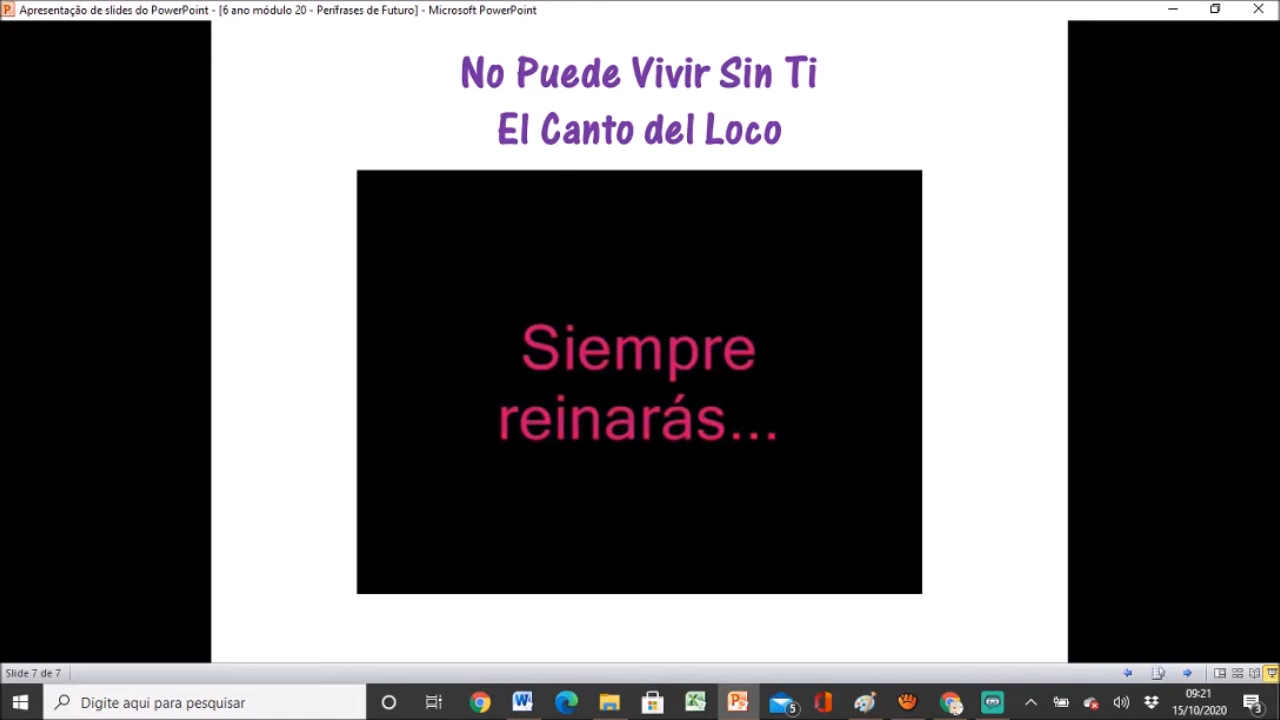 Apresentação de slides do PowerPoint - [6 ano módulo 20 - Perífrases de Futuro] - Microsoft PowerPoint
No Puede Vivir Sin Ti
El Canto del Loco
Siempre
reinarás...
Slide 7 de 7
Digite aqui para pesquisar
5
09:21
15/10/2020
3